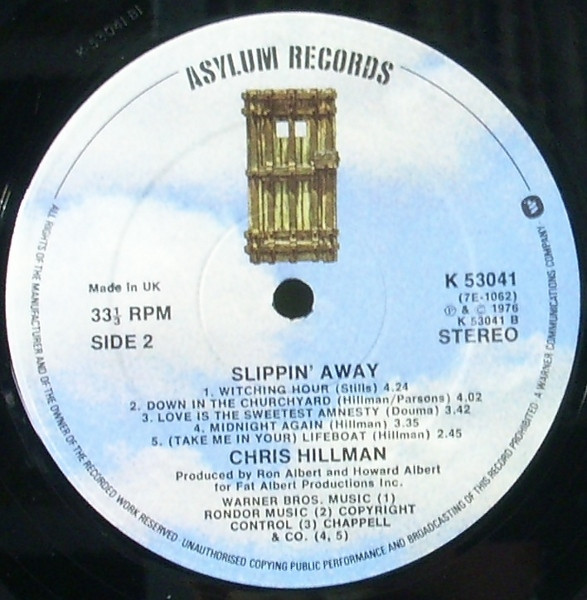 K 53041 B1
ASYLUM RECORDS
Made in UK
33⅓ RPM
SIDE 2
K 53041
(7E-1062)
℗ & © 1976
K 53041 B
STEREO
SLIPPIN' AWAY
1. WITCHING HOUR (Stills) 4.24
2. DOWN IN THE CHURCHYARD (Hillman/Parsons) 4.02
3. LOVE IS THE SWEETEST AMNESTY (Douma) 3.42
4. MIDNIGHT AGAIN (Hillman) 3.35
5. (TAKE ME IN YOUR) LIFEBOAT (Hillman) 2.45
CHRIS HILLMAN
Produced by Ron Albert and Howard Albert
for Fat Albert Productions Inc.
WARNER BROS. MUSIC (1)
RONDOR MUSIC (2) COPYRIGHT
CONTROL (3) CHAPPELL
& CO. (4, 5)
ALL RIGHTS OF THE MANUFACTURER AND OF THE OWNER OF THE RECORDED WORK RESERVED · UNAUTHORISED COPYING PUBLIC PERFORMANCE AND BROADCASTING OF THIS RECORD PROHIBITED · A WARNER COMMUNICATIONS COMPANY ·